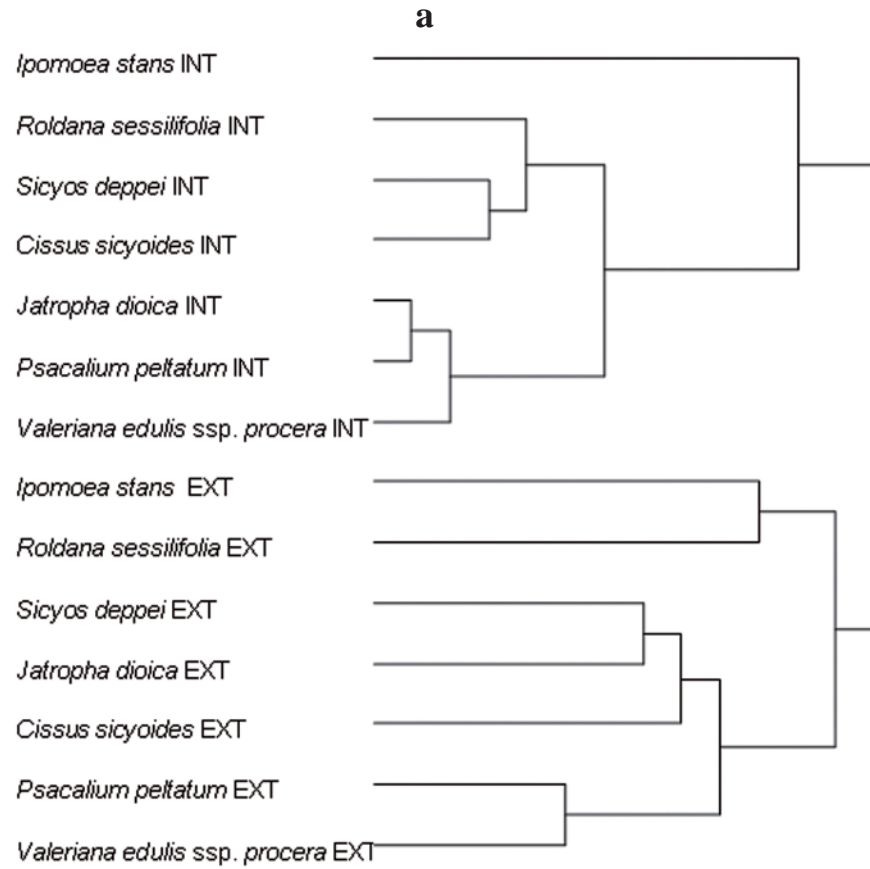 a
Ipomoea stans INT
Roldana sessilifolia INT
Sicyos deppei INT
Cissus sicyoides INT
Jatropha dioica INT
Psacalium peltatum INT
Valeriana edulis ssp. procera INT
Ipomoea stans EXT
Roldana sessilifolia EXT
Sicyos deppei EXT
Jatropha dioica EXT
Cissus sicyoides EXT
Psacalium peltatum EXT
Valeriana edulis ssp. procera EXT